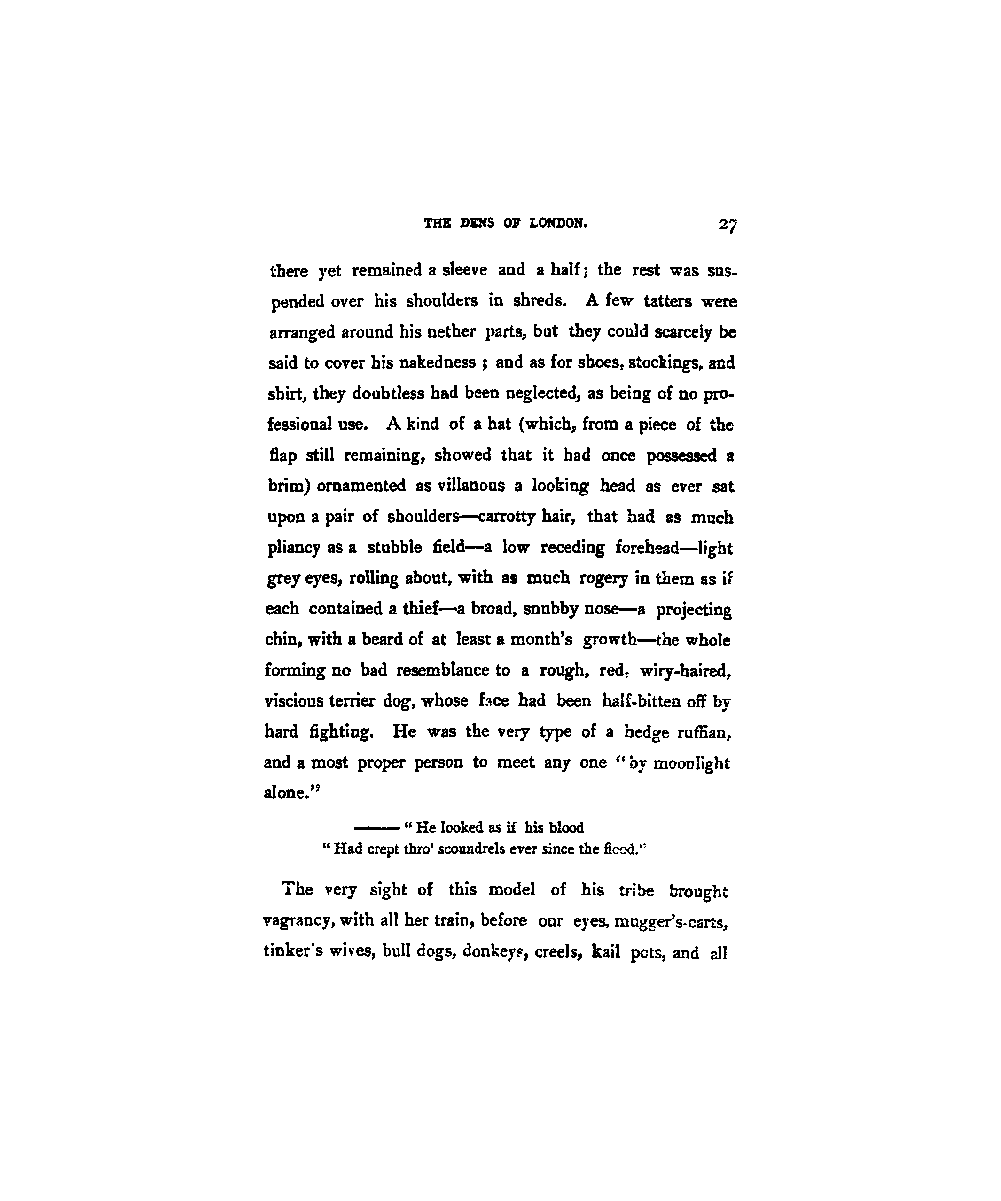 THE DENS OF LONDON. 27
there yet remained a sleeve and a half; the rest was sus-
pended over his shoulders in shreds. A few tatters were
arranged around his nether parts, but they could scarcely be
said to cover his nakedness ; and as for shoes, stockings, and
shirt, they doubtless had been neglected, as being of no pro-
fessional use. A kind of a hat (which, from a piece of the
flap still remaining, showed that it had once possessed a
brim) ornamented as villanous a looking head as ever sat
upon a pair of shoulders—carrotty hair, that had as much
pliancy as a stubble field—a low receding forehead—light
grey eyes, rolling about, with as much rogery in them as if
each contained a thief—a broad, snubby nose—a projecting
chin, with a beard of at least a month's growth—the whole
forming no bad resemblance to a rough, red, wiry-haired,
viscious terrier dog, whose face had been half-bitten off by
hard fighting. He was the very type of a hedge ruffian,
and a most proper person to meet any one "by moonlight
alone."
——— " He looked as if his blood
" Had crept thro' scoundrels ever since the flood."
The very sight of this model of his tribe brought
vagrancy, with all her train, before our eyes, mugger's-carts,
tinker's wives, bull dogs, donkeys, creels, kail pots, and all